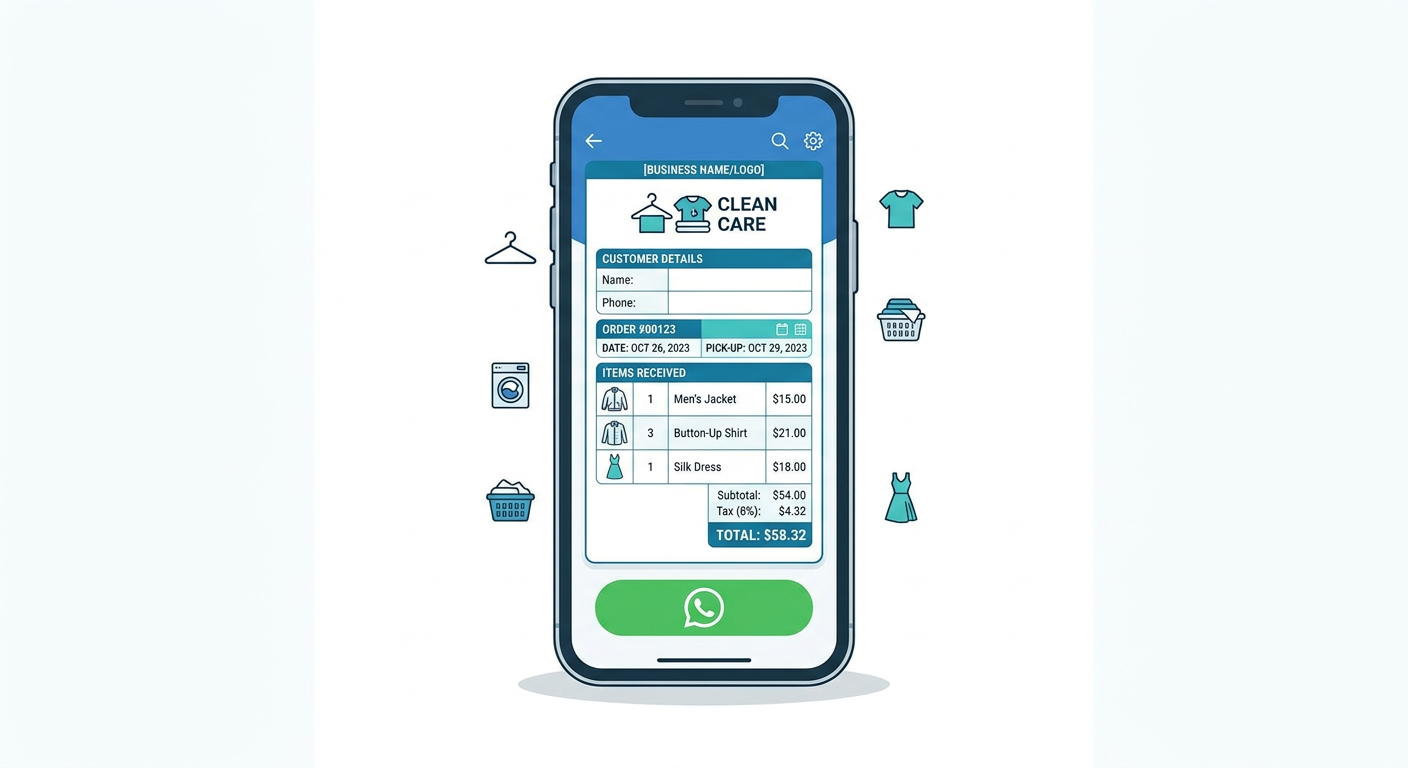 [BUSINESS NAME/LOGO]
CLEAN
CARE
CUSTOMER DETAILS
Name:
Phone:
ORDER #00123
DATE: OCT 26, 2023 PICK-UP: OCT 29, 2023
ITEMS RECEIVED
1 Men's Jacket $15.00
3 Button-Up Shirt $21.00
1 Silk Dress $18.00
Subtotal: $54.00
Tax (6%): $4.32
TOTAL: $58.32